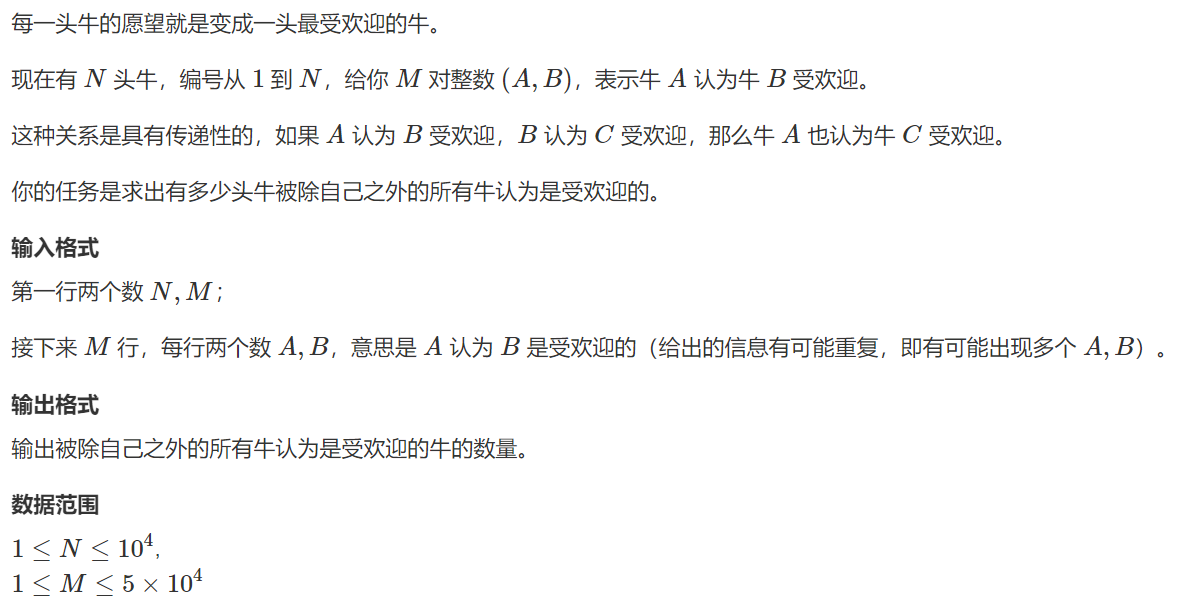 每一头牛的愿望就是变成一头最受欢迎的牛。
现在有 N 头牛，编号从 1 到 N，给你 M 对整数 (A, B)，表示牛 A 认为牛 B 受欢迎。
这种关系是具有传递性的，如果 A 认为 B 受欢迎，B 认为 C 受欢迎，那么牛 A 也认为牛 C 受欢迎。
你的任务是求出有多少头牛被除自己之外的所有牛认为是受欢迎的。
输入格式
第一行两个数 N, M；
接下来 M 行，每行两个数 A, B，意思是 A 认为 B 是受欢迎的（给出的信息有可能重复，即有可能出现多个 A, B）。
输出格式
输出被除自己之外的所有牛认为是受欢迎的牛的数量。
数据范围
1 ≤ N ≤ 10⁴,
1 ≤ M ≤ 5 × 10⁴